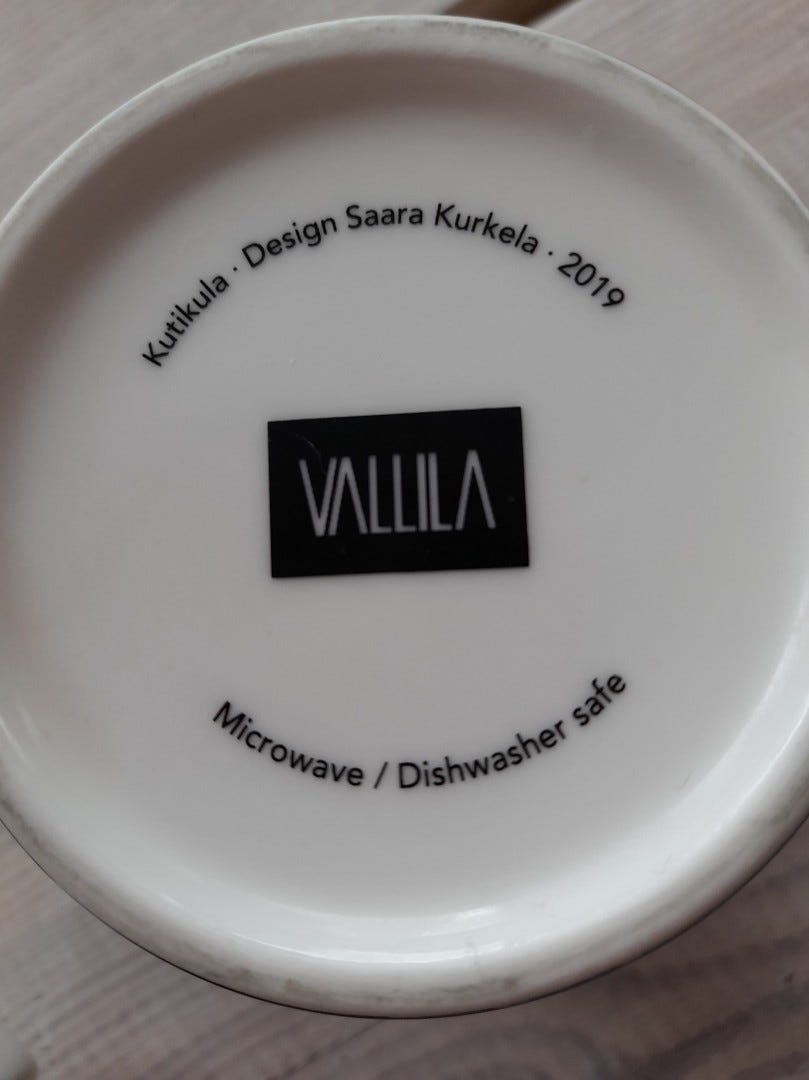 Kutikula · Design Saara Kurkela · 2019
VALLILA
Microwave / Dishwasher safe